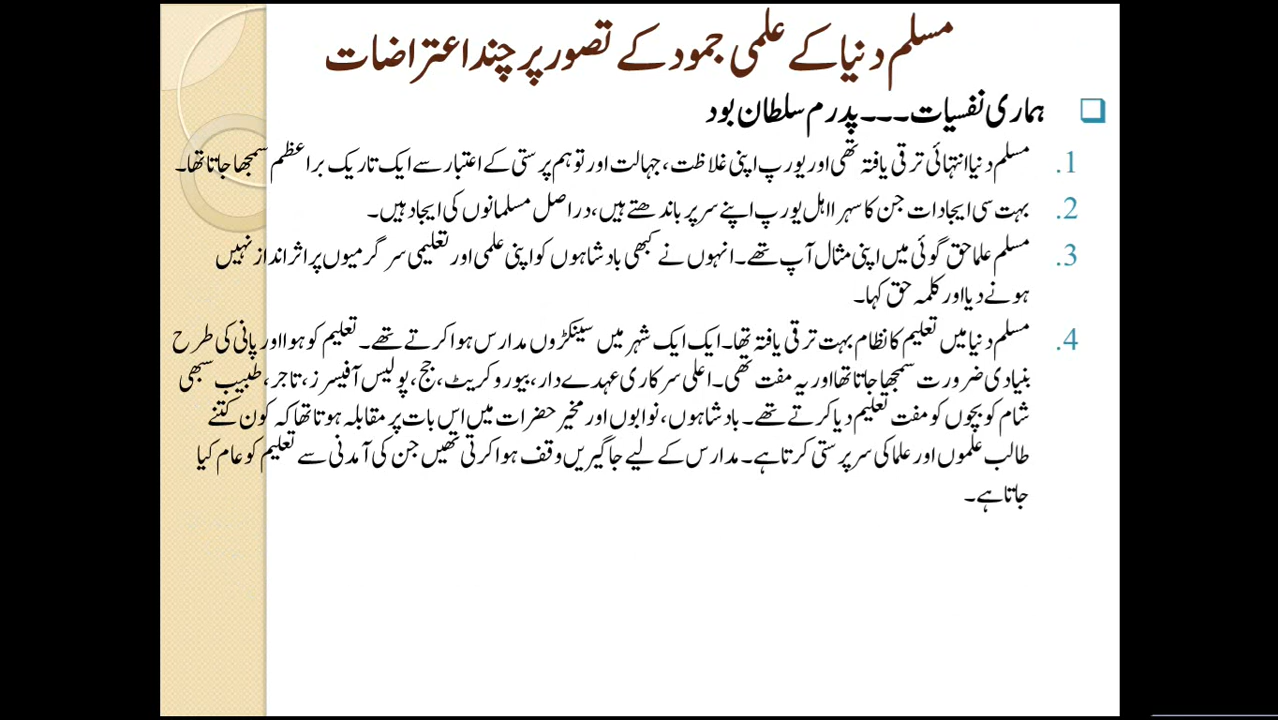 مسلم دنیا کے علمی جمود کے تصور پر چند اعتراضات
ہماری نفسیات۔۔۔پدرم سلطان بود
1. مسلم دنیا انتہائی ترقی یافتہ تھی اور یورپ اپنی غلاظت، جہالت اور توہم پرستی کے اعتبار سے ایک تاریک براعظم سمجھا جاتا تھا۔
2. بہت سی ایجادات جن کا سہرا اہل یورپ اپنے سر پر باندھتے ہیں، دراصل مسلمانوں کی ایجاد ہیں۔
3. مسلم علما حق گوئی میں اپنی مثال آپ تھے۔ انہوں نے کبھی بادشاہوں کو اپنی علمی اور تعلیمی سرگرمیوں پر اثر انداز نہیں
ہونے دیا اور کلمہ حق کہا۔
4. مسلم دنیا میں تعلیم کا نظام بہت ترقی یافتہ تھا۔ ایک ایک شہر میں سینکڑوں مدارس ہوا کرتے تھے۔ تعلیم کو ہوا اور پانی کی طرح
بنیادی ضرورت سمجھا جاتا تھا اور یہ مفت تھی۔ اعلی سرکاری عہدے دار، بیوروکریٹ، جج، پولیس آفیسرز، تاجر، طبیب سبھی
شام کو بچوں کو مفت تعلیم دیا کرتے تھے۔ بادشاہوں، نوابوں اور مخیر حضرات میں اس بات پر مقابلہ ہوتا تھا کہ کون کتنے
طالب علموں اور علما کی سرپرستی کرتا ہے۔ مدارس کے لیے جاگیریں وقف ہوا کرتی تھیں جن کی آمدنی سے تعلیم کو عام کیا
جاتا ہے۔